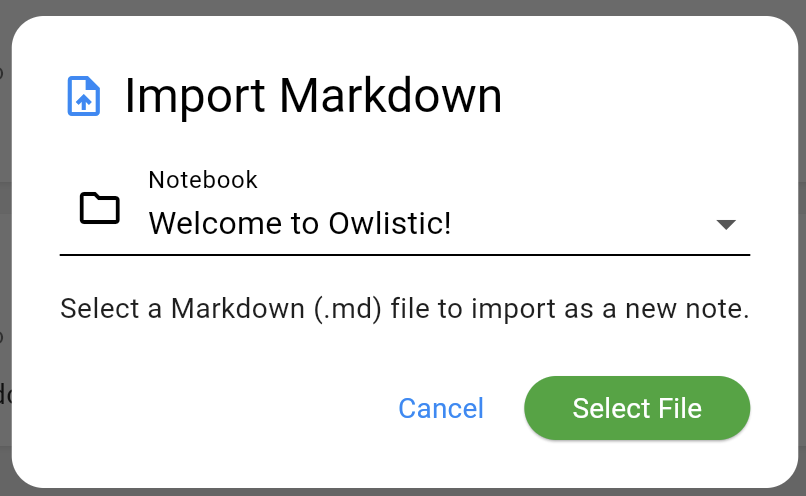 Import Markdown
Notebook
Welcome to Owlistic!
Select a Markdown (.md) file to import as a new note.
Cancel
Select File